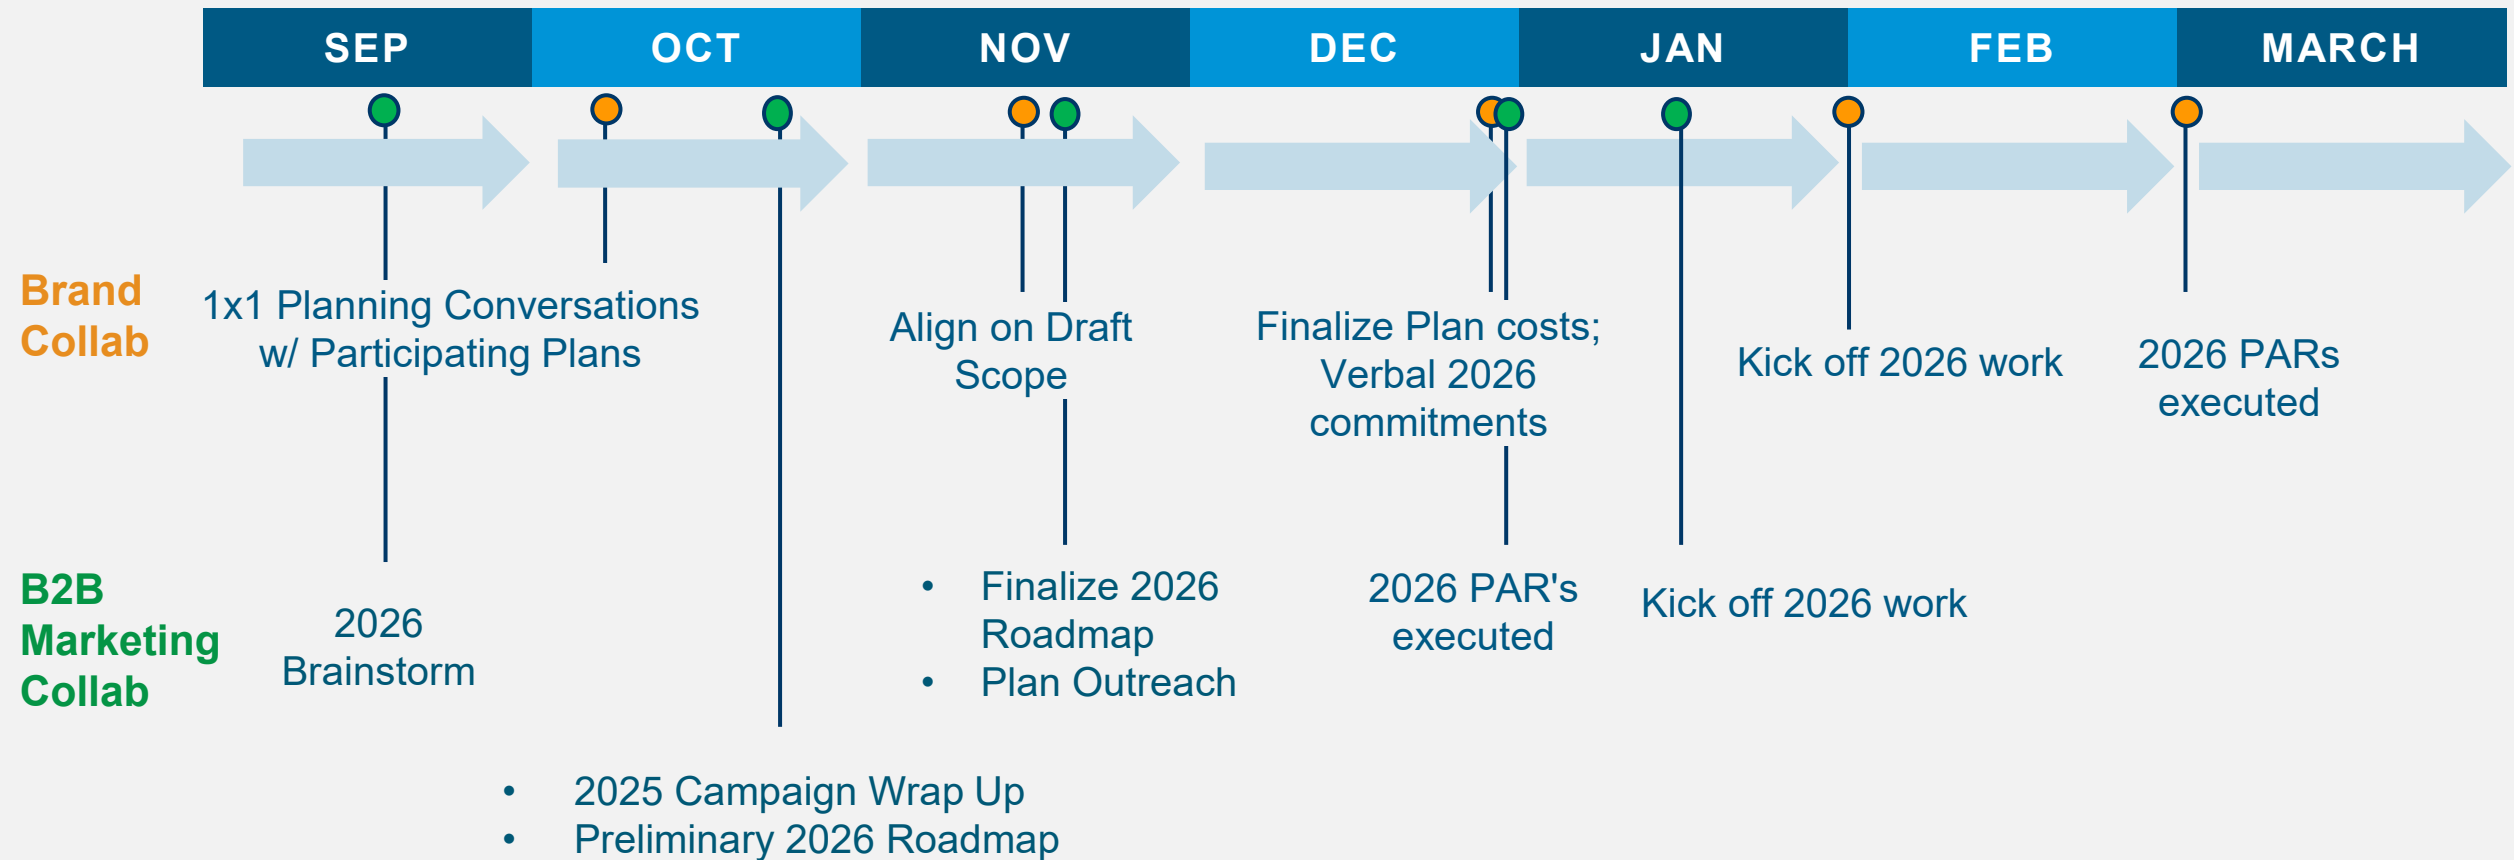 SEP
OCT
NOV
DEC
JAN
FEB
MARCH
Brand
Collab
1x1 Planning Conversations
w/ Participating Plans
Align on Draft
Scope
Finalize Plan costs;
Verbal 2026
commitments
Kick off 2026 work
2026 PARs
executed
B2B
Marketing
Collab
2026
Brainstorm
• 2025 Campaign Wrap Up
• Preliminary 2026 Roadmap
• Finalize 2026
Roadmap
• Plan Outreach
2026 PAR's
executed
Kick off 2026 work